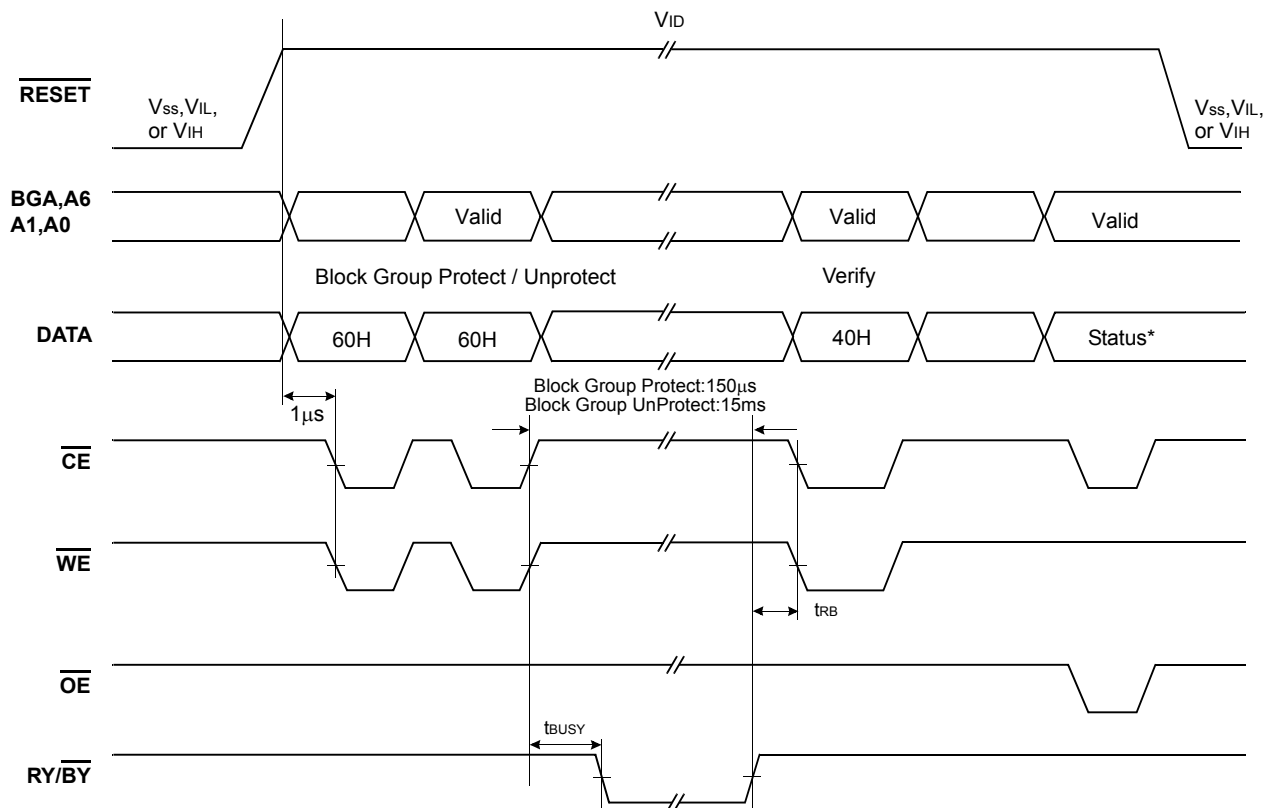 VID
RESET
Vss,VIL,
or VIH
Vss,VIL,
or VIH
BGA,A6
A1,A0
Valid
Valid
Valid
Block Group Protect / Unprotect
Verify
DATA
60H
60H
40H
Status*
1μs
Block Group Protect:150μs
Block Group UnProtect:15ms
CE
WE
tRB
OE
tBUSY
RY/BY